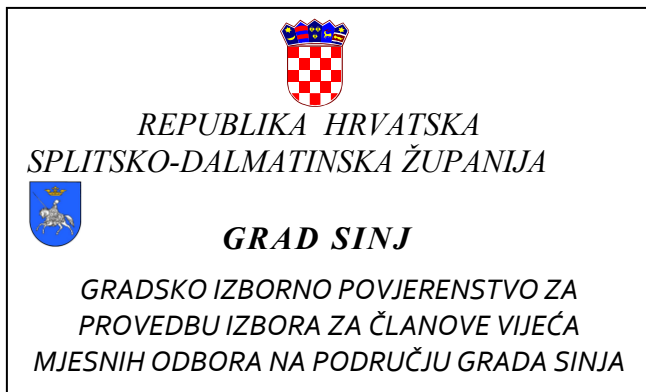 REPUBLIKA HRVATSKA
SPLITSKO-DALMATINSKA ŽUPANIJA
GRAD SINJ
GRADSKO IZBORNO POVJERENSTVO ZA
PROVEDBU IZBORA ZA ČLANOVE VIJEĆA
MJESNIH ODBORA NA PODRUČJU GRADA SINJA